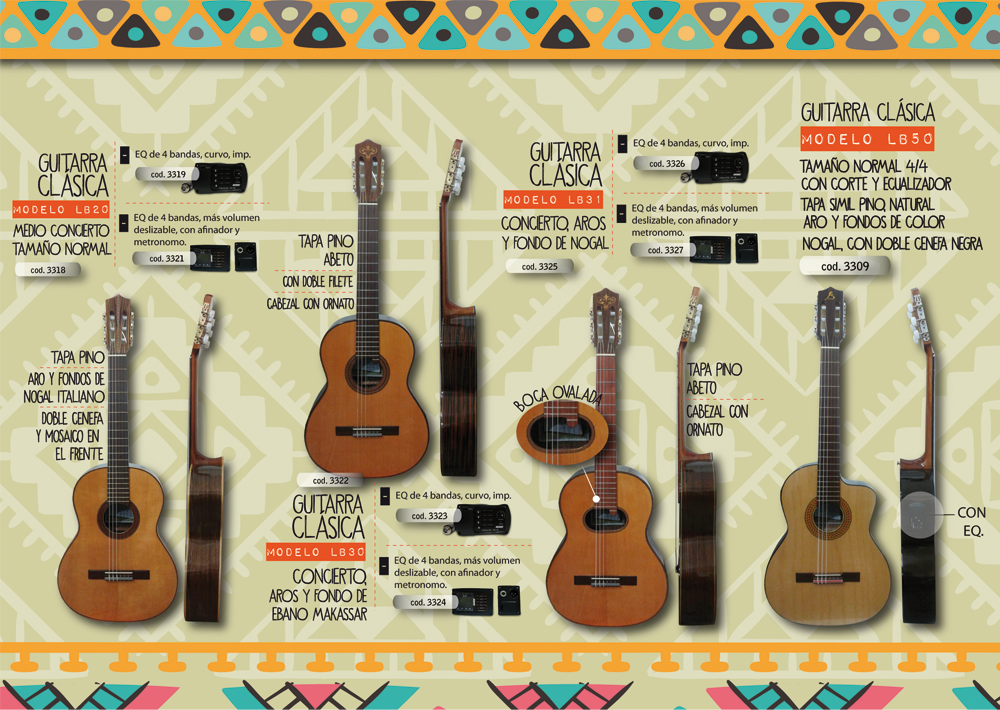 GUITARRA
CLÁSICA
MODELO LB20
MEDIO CONCIERTO
TAMAÑO NORMAL
cod. 3318
EQ de 4 bandas, curvo, imp.
cod. 3319
EQ de 4 bandas, más volumen
deslizable, con afinador y
metronomo.
cod. 3321
TAPA PINO
ARO Y FONDOS DE
NOGAL ITALIANO
DOBLE CENEFA
Y MOSAICO EN
EL FRENTE
TAPA PINO
ABETO
CON DOBLE FILETE
CABEZAL CON ORNATO
cod. 3322
GUITARRA
CLÁSICA
MODELO LB30
CONCIERTO,
AROS Y FONDO DE
EBANO MAKASSAR
EQ de 4 bandas, curvo, imp.
cod. 3323
EQ de 4 bandas, más volumen
deslizable, con afinador y
metronomo.
cod. 3324
GUITARRA
CLÁSICA
MODELO LB31
CONCIERTO, AROS
Y FONDO DE NOGAL
cod. 3325
EQ de 4 bandas, curvo, imp.
cod. 3326
EQ de 4 bandas, más volumen
deslizable, con afinador y
metronomo.
cod. 3327
BOCA OVALADA
TAPA PINO
ABETO
CABEZAL CON
ORNATO
GUITARRA CLÁSICA
MODELO LB50
TAMAÑO NORMAL 4/4
CON CORTE Y ECUALIZADOR
TAPA SIMIL PINO, NATURAL
ARO Y FONDOS DE COLOR
NOGAL, CON DOBLE CENEFA NEGRA
cod. 3309
CON
EQ.